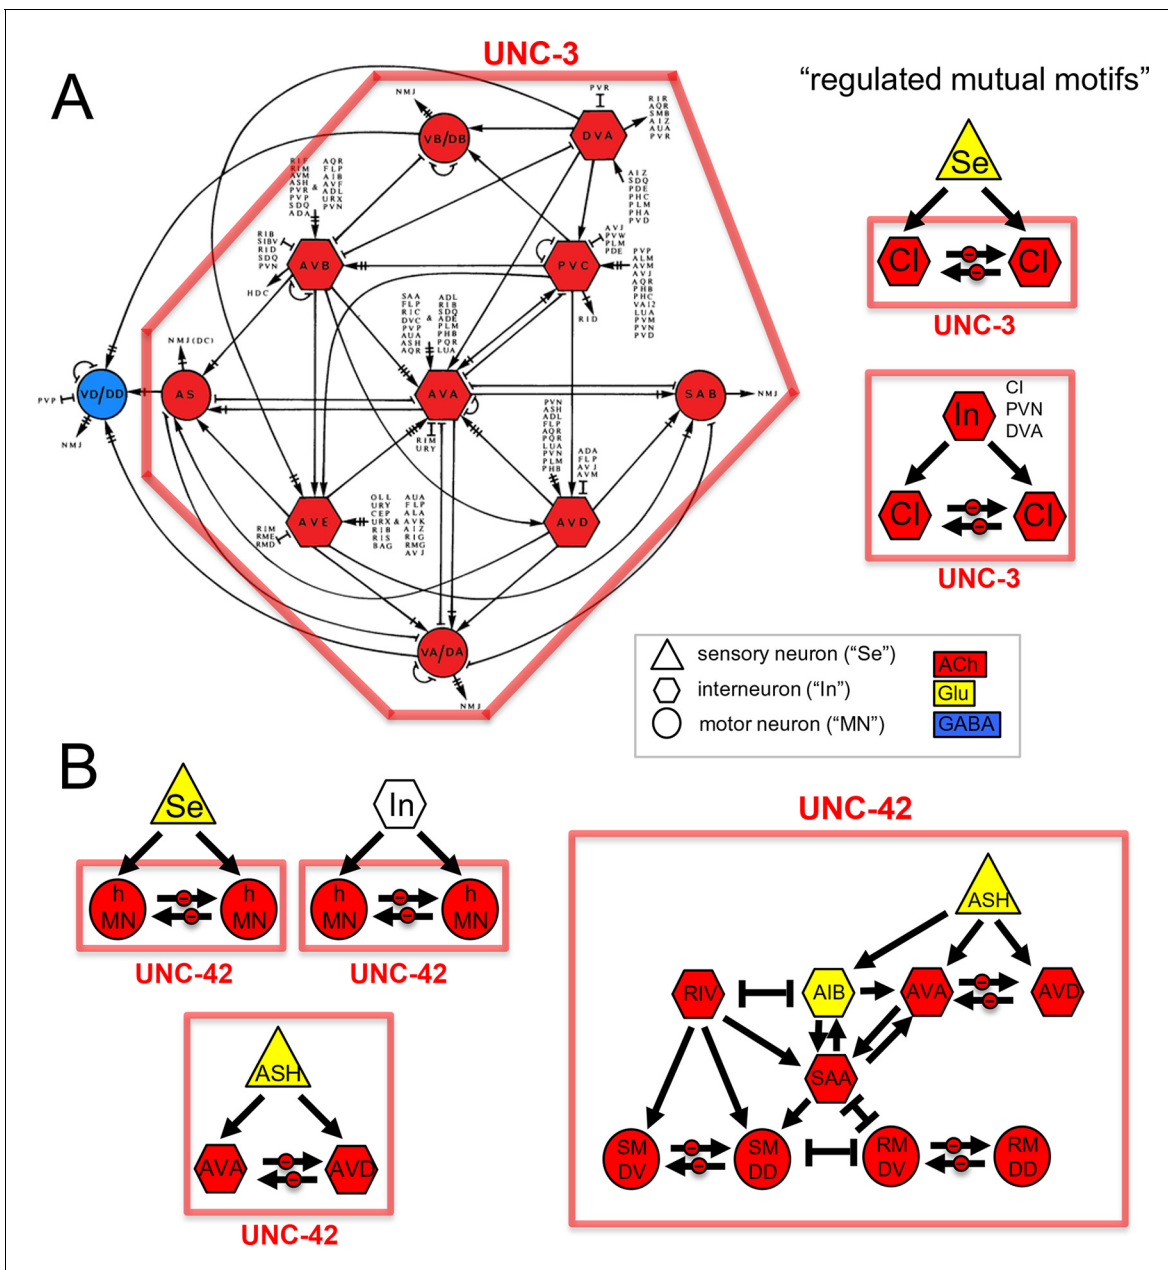 A
UNC-3
"regulated mutual motifs"
NMJ
PVR
RIR
AQR
SMB
AIZ
AUA
PVR
VB/DB
DVA
RIF
RIM
AVM
ASH
PVR
PVP
SDQ
ADA
&
AQR
FLP
AIB
AVF
ADL
URX
PVN
AIZ
SDQ
PDE
PHC
PLM
PHA
PVD
RIB
SIBV
RID
SDQ
PVN
AVB
HDC
PVC
AVJ
PVW
PLM
PDE
PVP
ALM
AVM
AVJ
AQR
PHB
PHC
VA12
LUA
PVM
PVN
PVD
RID
SAA
FLP
RIC
DVC
PVP
AUA
ASH
AQR
&
ADL
RIB
SDQ
ADE
PLM
PHB
PQR
LUA
NMJ(DC)
VD/DD
PVP
NMJ
AS
AVA
SAB
NMJ
RIM
URY
PVN
ASH
ADL
FLP
AQR
PQR
LUA
PVN
PLM
PHB
ADA
FLP
AVJ
AVM
AVE
AVD
RIM
RME
RMD
OLL
URY
CEP
URX
RIB
RIS
BAG
&
AUA
FLP
ALA
AVK
AIZ
RIG
RMG
AVJ
VA/DA
NMJ
Se
CI
CI
UNC-3
In
CI
PVN
DVA
CI
CI
UNC-3
sensory neuron ("Se")
interneuron ("In")
motor neuron ("MN")
ACh
Glu
GABA
B
Se
h
MN
h
MN
UNC-42
In
h
MN
h
MN
UNC-42
ASH
AVA
AVD
UNC-42
UNC-42
ASH
RIV
AIB
AVA
AVD
SAA
SM
DV
SM
DD
RM
DV
RM
DD